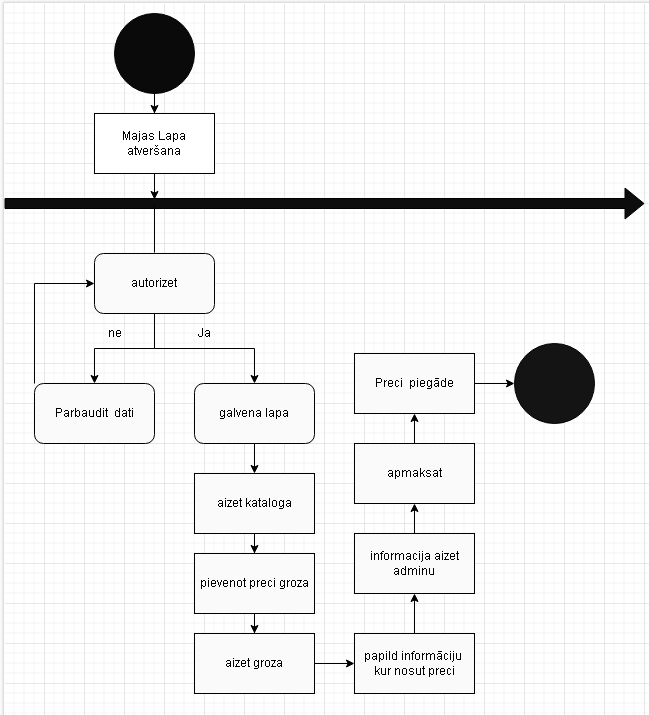 Majas Lapa
atveršana
autorizet
ne
Ja
Parbaudit dati
galvena lapa
aizet kataloga
pievenot preci groza
aizet groza
papild informāciju
kur nosut preci
informacija aizet
adminu
apmaksat
Preci piegāde